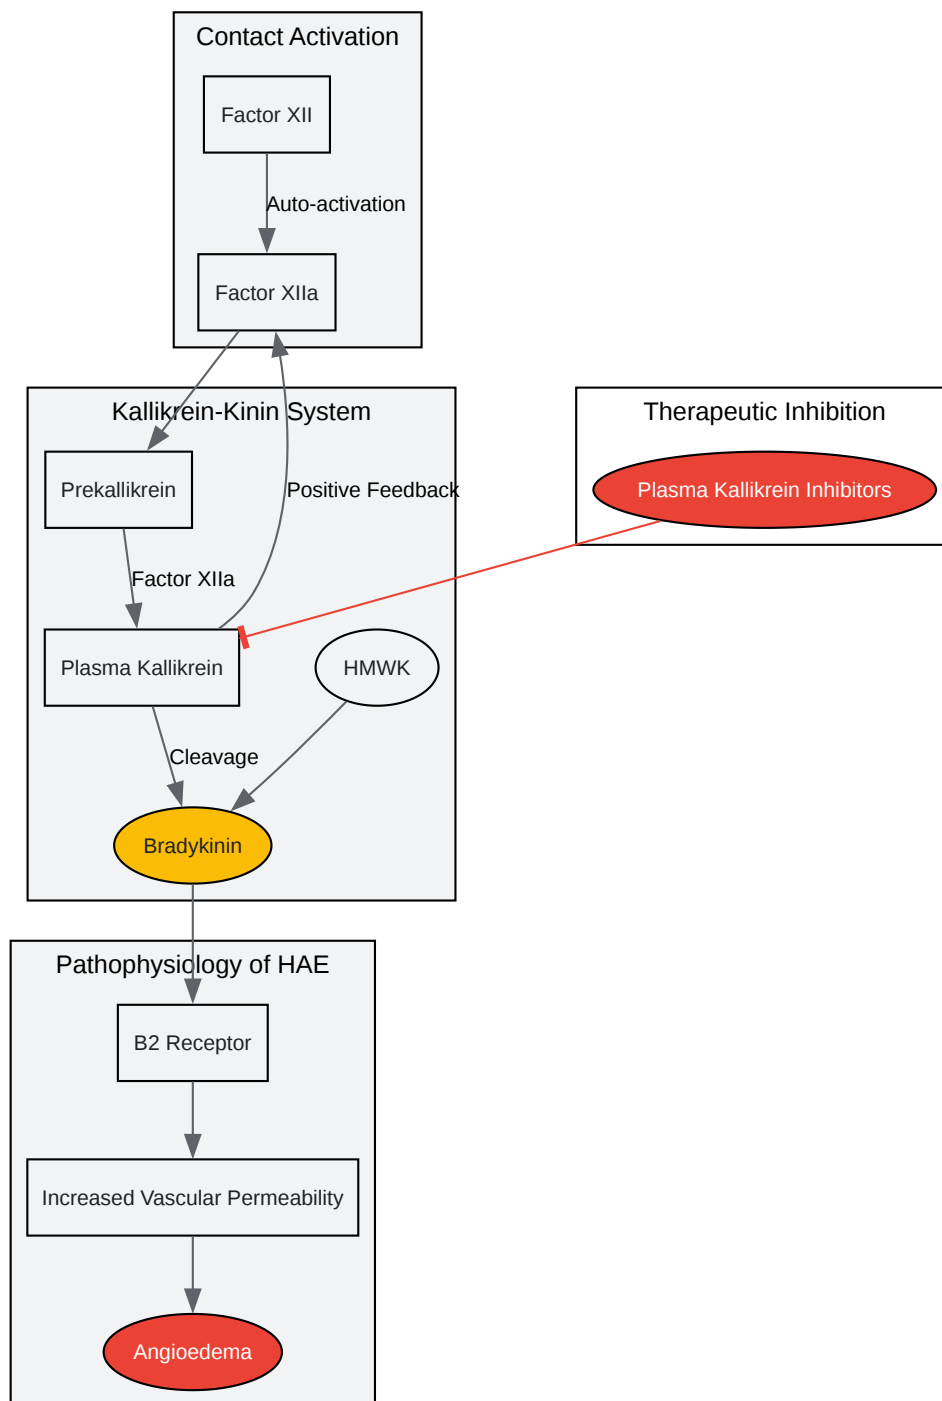 Contact Activation
Factor XII
Auto-activation
Factor XIIa
Kallikrein-Kinin System
Therapeutic Inhibition
Prekallikrein
Positive Feedback
Plasma Kallikrein Inhibitors
Factor XIIa
Plasma Kallikrein
HMWK
Cleavage
Bradykinin
Pathophysiology of HAE
B2 Receptor
Increased Vascular Permeability
Angioedema